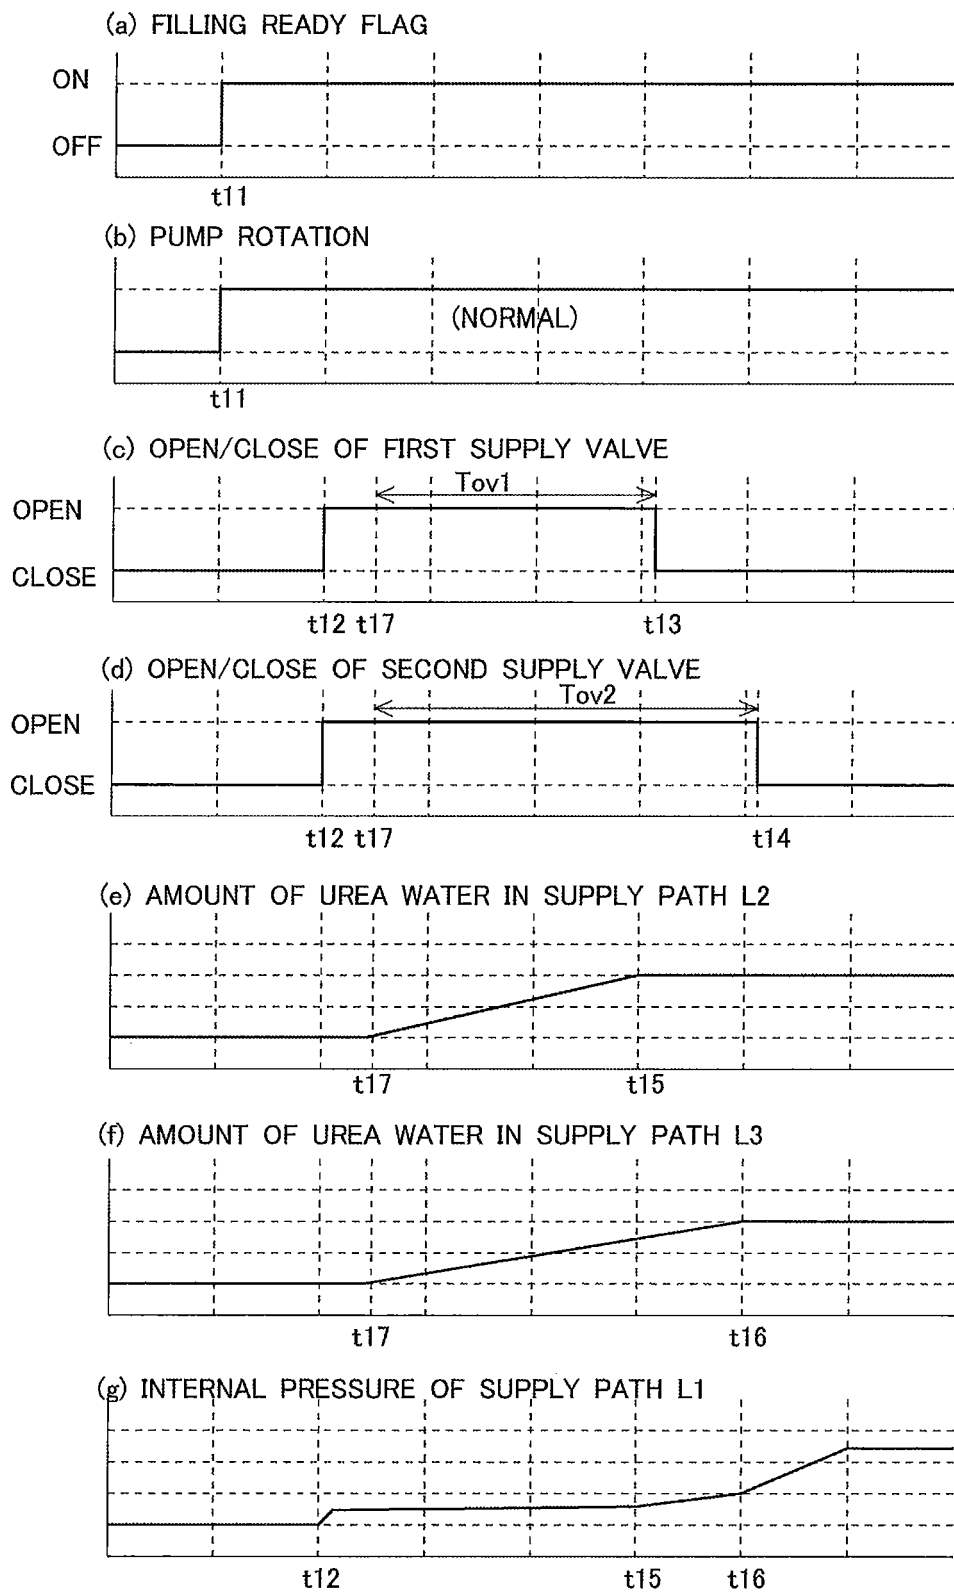 (a) FILLING READY FLAG
ON
OFF
t11
(b) PUMP ROTATION
(NORMAL)
t11
(c) OPEN/CLOSE OF FIRST SUPPLY VALVE
Tov1
OPEN
CLOSE
t12 t17 t13
(d) OPEN/CLOSE OF SECOND SUPPLY VALVE
Tov2
OPEN
CLOSE
t12 t17 t14
(e) AMOUNT OF UREA WATER IN SUPPLY PATH L2
t17 t15
(f) AMOUNT OF UREA WATER IN SUPPLY PATH L3
t17 t16
(g) INTERNAL PRESSURE OF SUPPLY PATH L1
t12 t15 t16